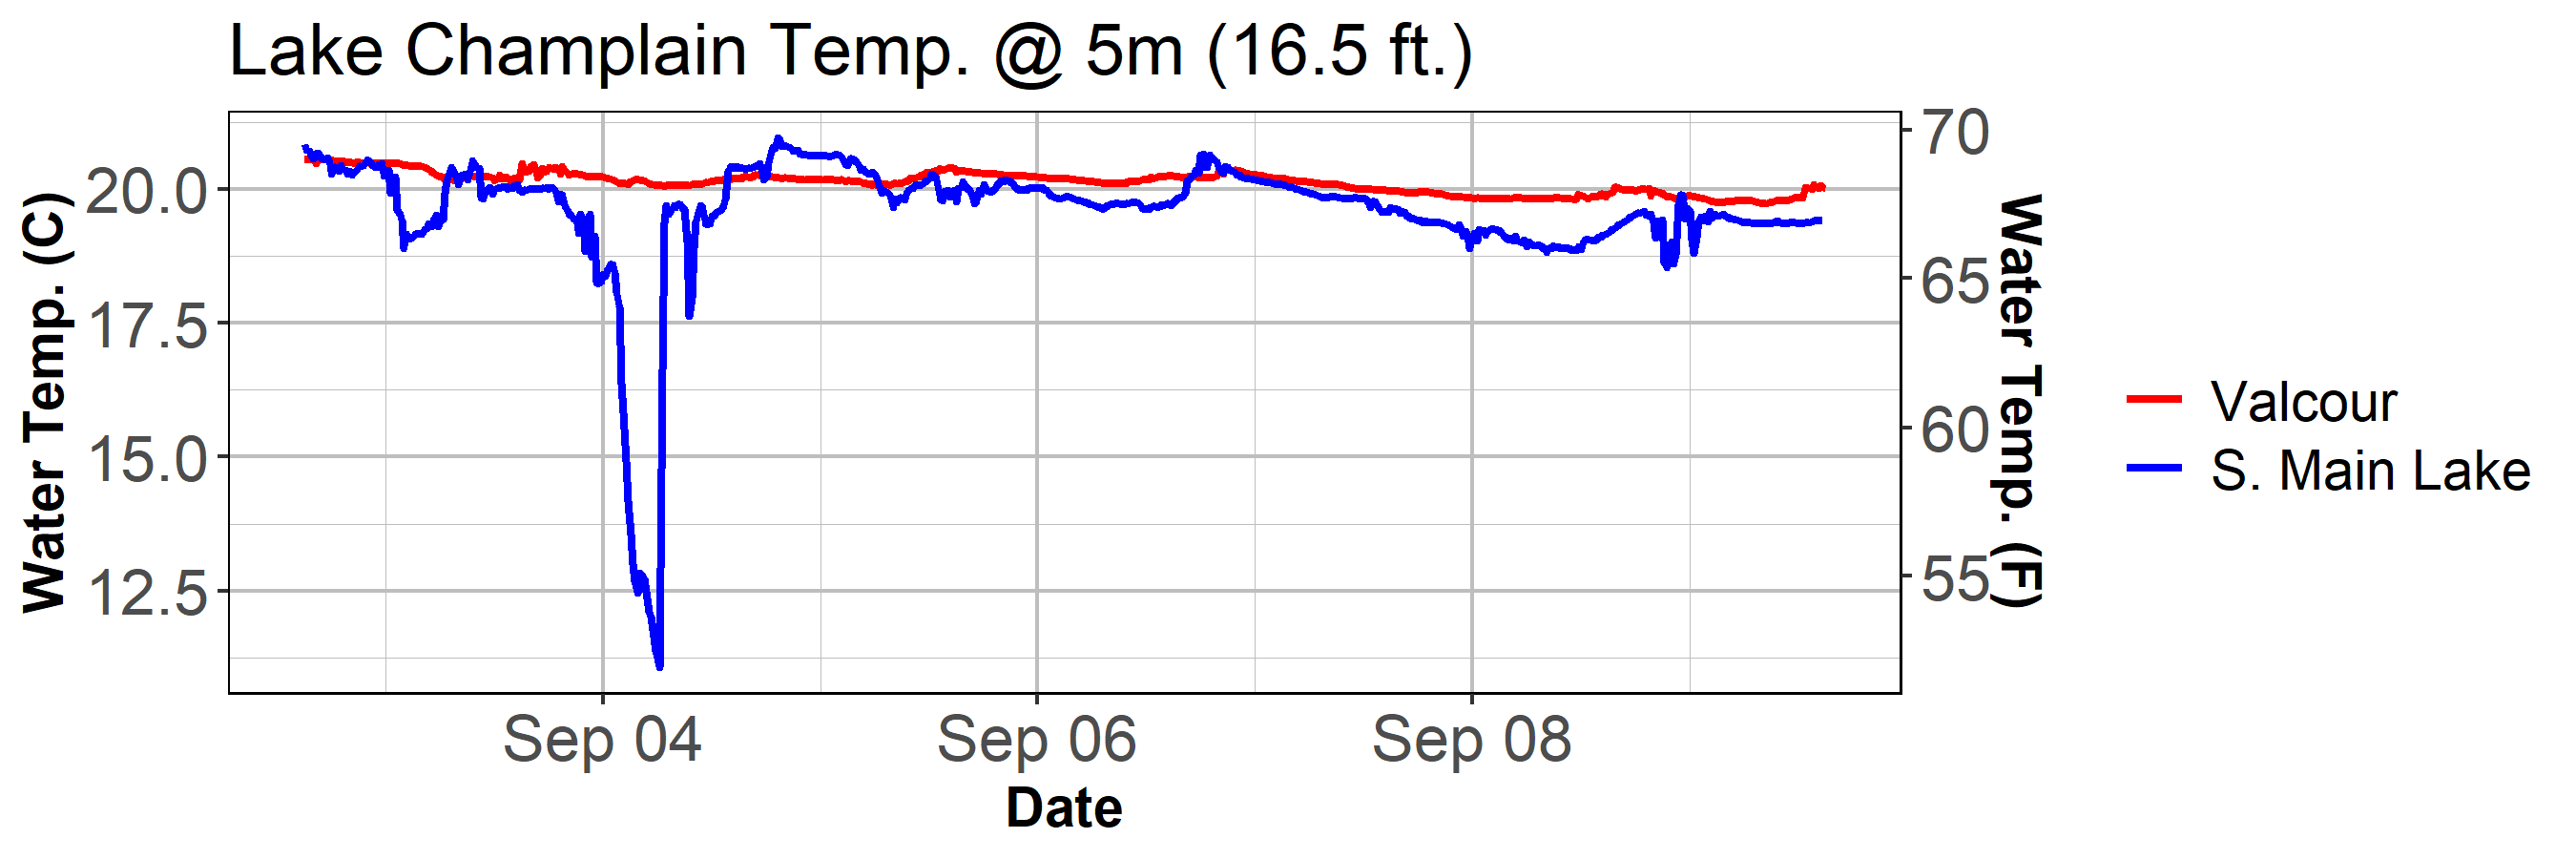 Lake Champlain Temp. @ 5m (16.5 ft.)
Water Temp. (C)
20.0
17.5
15.0
12.5
70
65
60
55
Water Temp. (F)
Sep 04
Sep 06
Sep 08
Date
Valcour
S. Main Lake